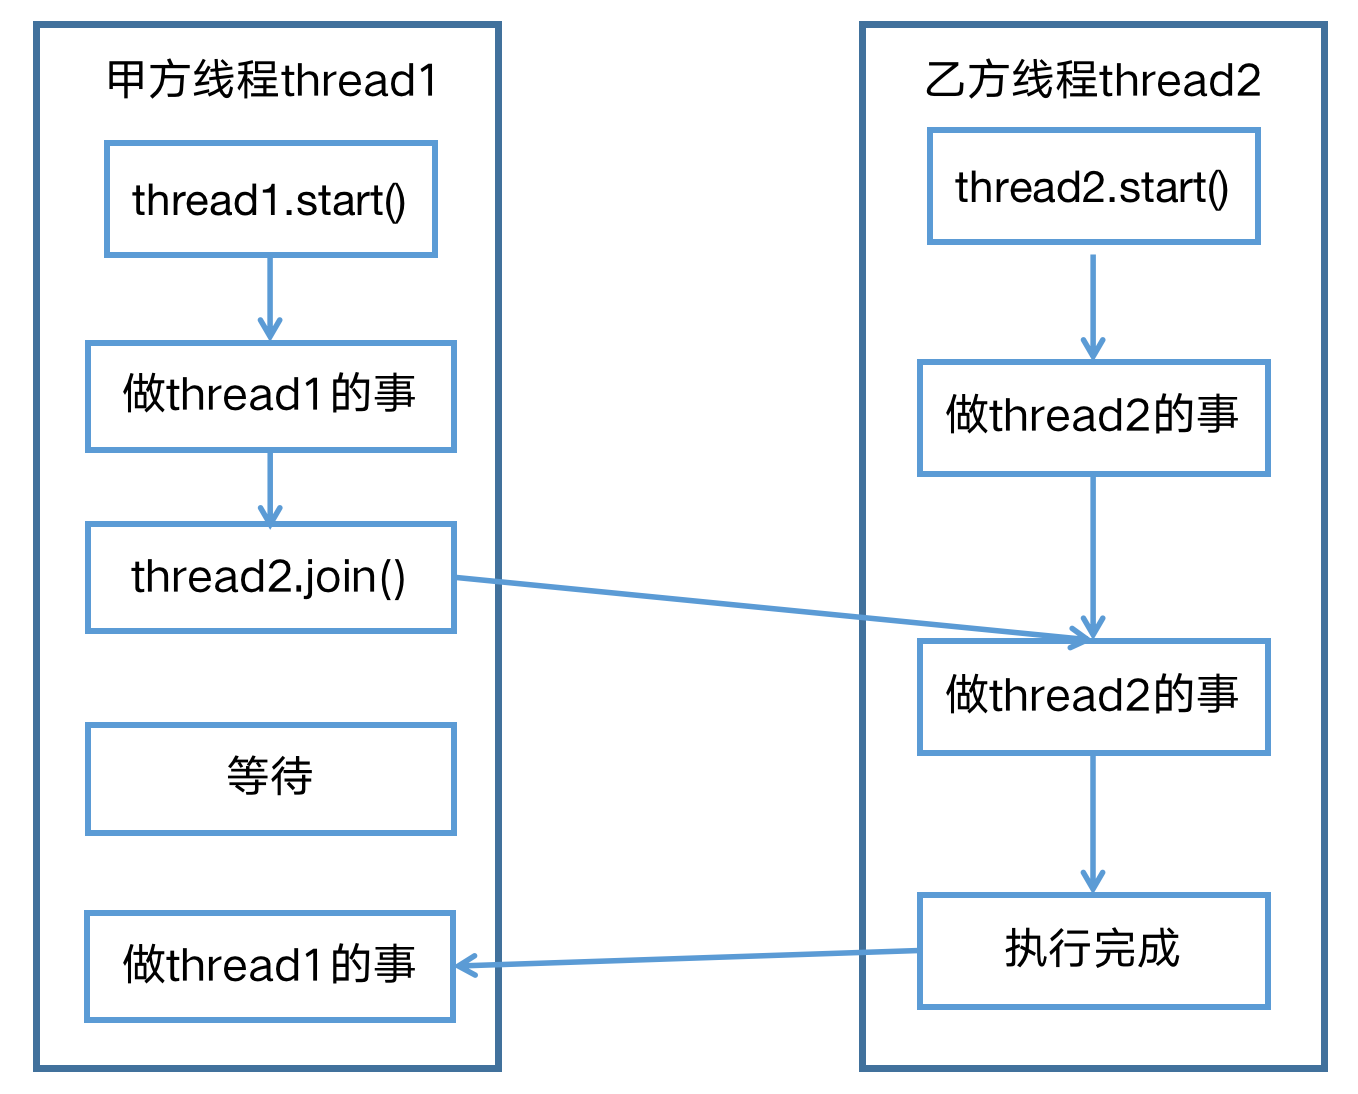 甲方线程thread1
thread1.start()
做thread1的事
thread2.join()
等待
做thread1的事
乙方线程thread2
thread2.start()
做thread2的事
做thread2的事
执行完成